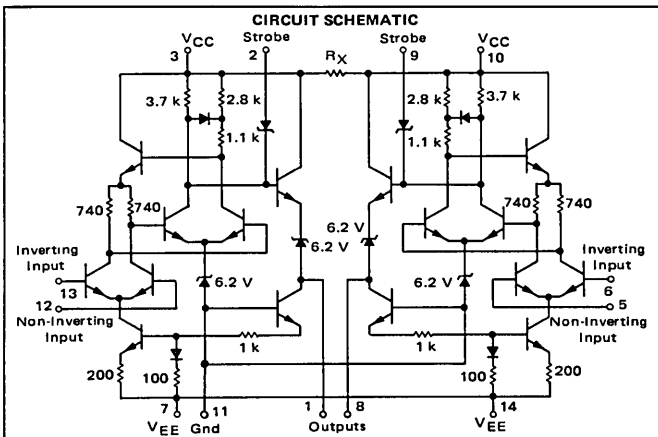 CIRCUIT SCHEMATIC
VCC Strobe Strobe VCC
3 2 RX 9 10
3.7 k 2.8 k 2.8 k 3.7 k
1.1 k 1.1 k
740 740 740 740
6.2 V 6.2 V
Inverting Input 6.2 V 6.2 V Inverting Input
13 6
12 5
Non-Inverting Input Non-Inverting Input
1 k 1 k
200 100 100 200
7 11 1 8 14
VEE Gnd Outputs VEE